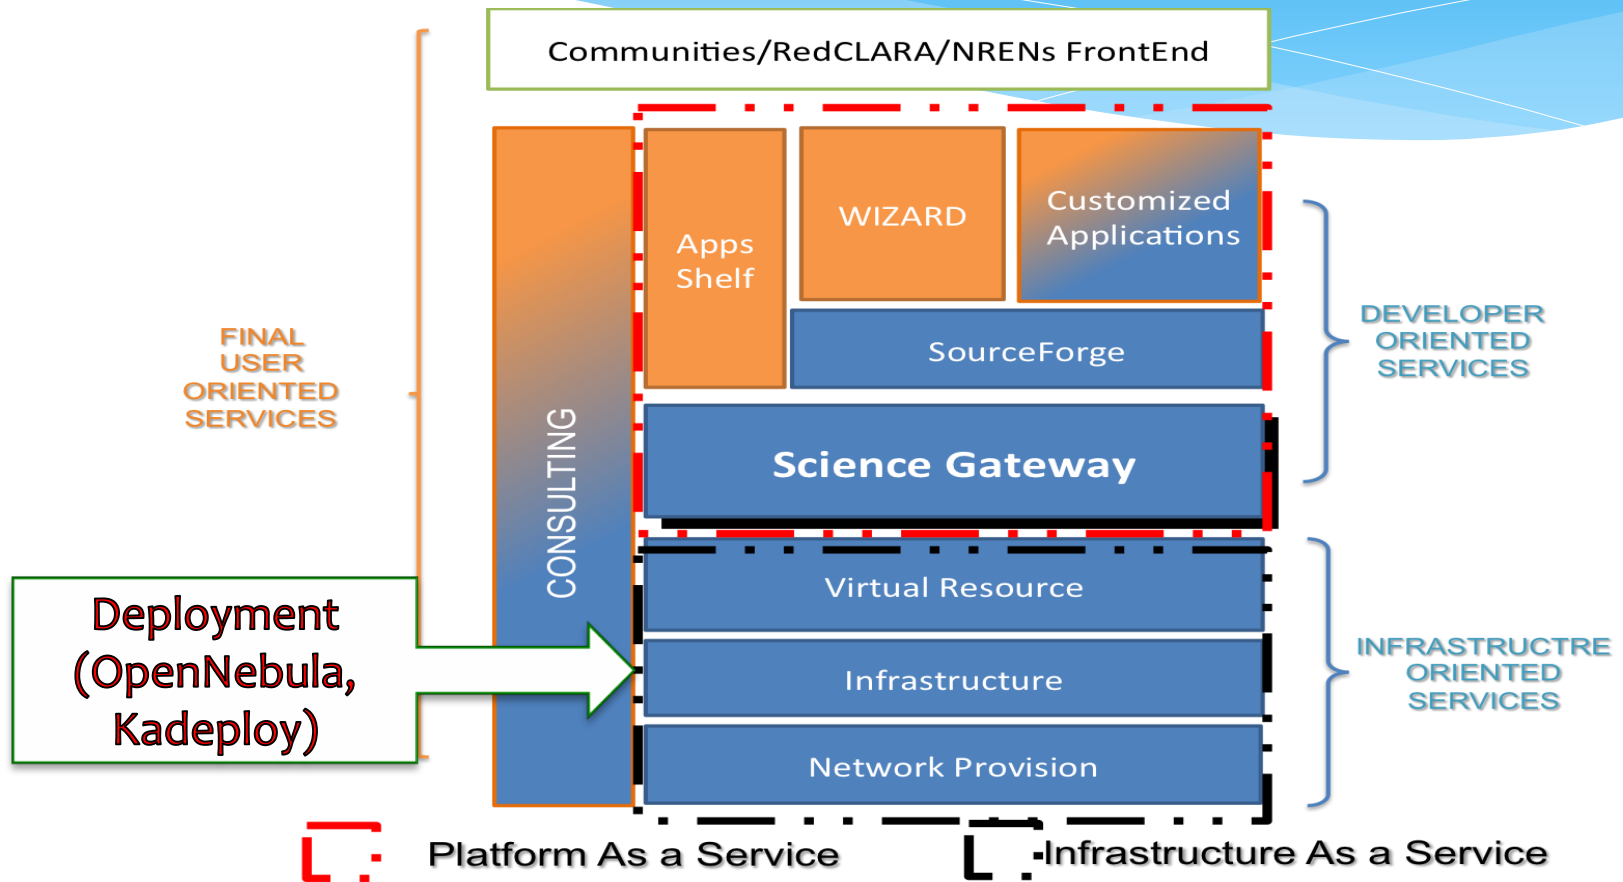 Communities/RedCLARA/NRENs FrontEnd
Apps
Shelf
WIZARD
Customized
Applications
SourceForge
Science Gateway
CONSULTING
Virtual Resource
Infrastructure
Network Provision
FINAL
USER
ORIENTED
SERVICES
DEVELOPER
ORIENTED
SERVICES
INFRASTRUCTRE
ORIENTED
SERVICES
Deployment
(OpenNebula,
Kadeploy)
Platform As a Service
Infrastructure As a Service